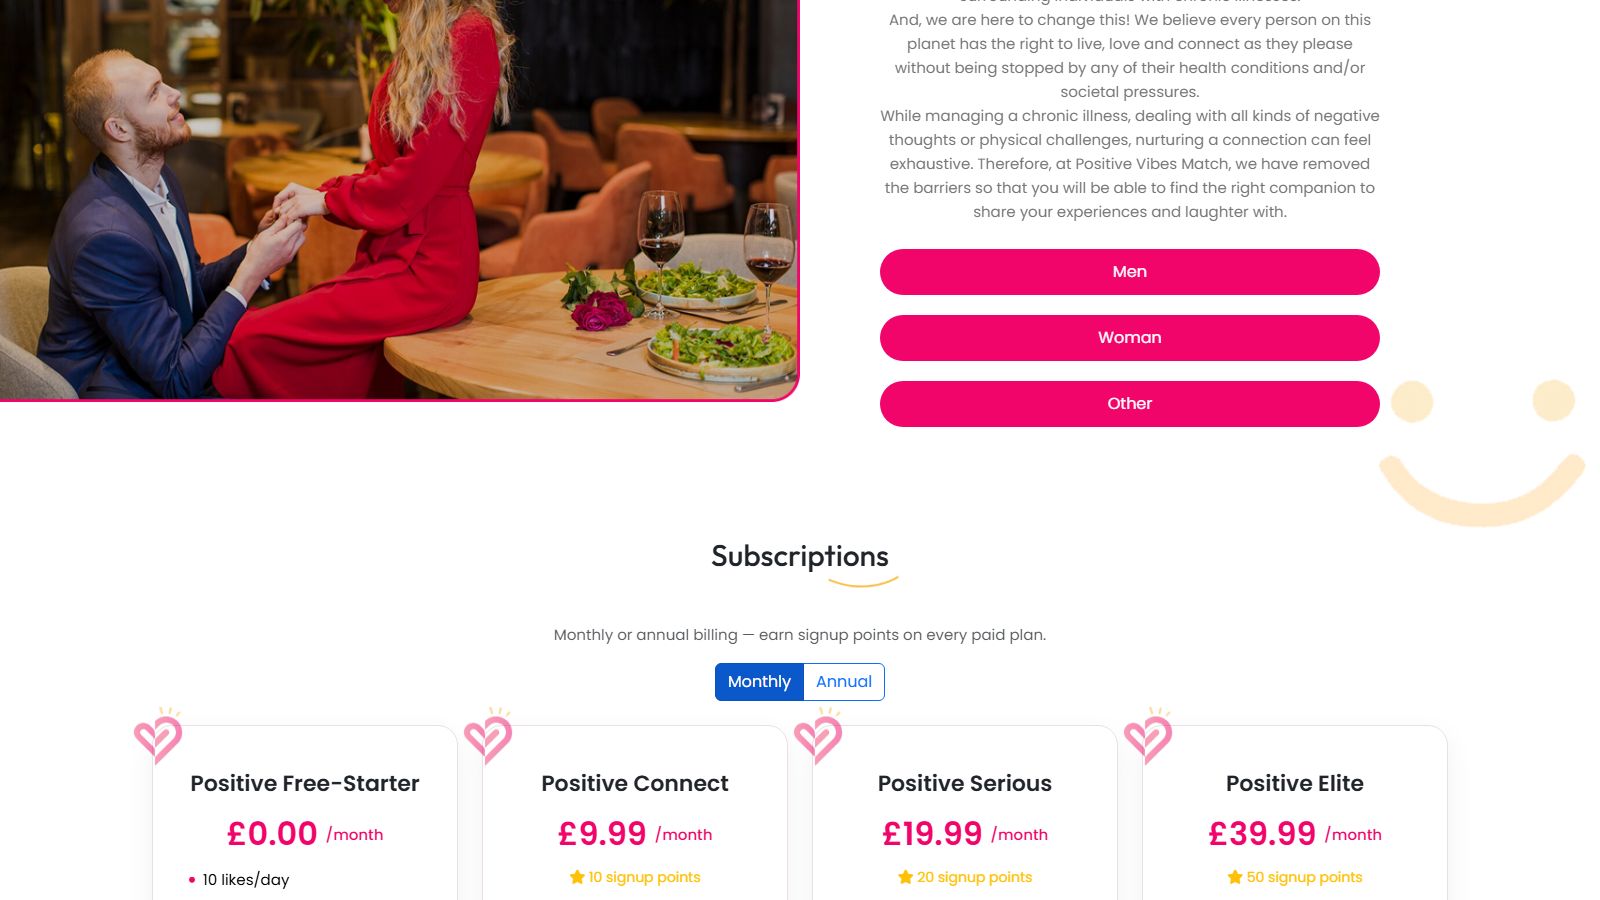 And, we are here to change this! We believe every person on this
planet has the right to live, love and connect as they please
without being stopped by any of their health conditions and/or
societal pressures.
While managing a chronic illness, dealing with all kinds of negative
thoughts or physical challenges, nurturing a connection can feel
exhaustive. Therefore, at Positive Vibes Match, we have removed
the barriers so that you will be able to find the right companion to
share your experiences and laughter with.
Men
Woman
Other
Subscriptions
Monthly or annual billing — earn signup points on every paid plan.
Monthly Annual
Positive Free-Starter
£0.00 /month
10 likes/day
Positive Connect
£9.99 /month
10 signup points
Positive Serious
£19.99 /month
20 signup points
Positive Elite
£39.99 /month
50 signup points